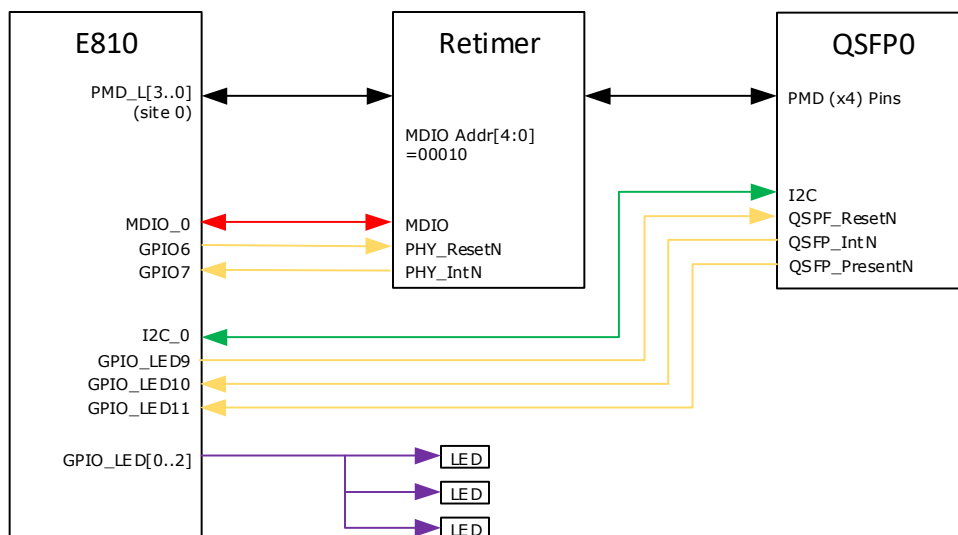 E810
PMD_L[3..0]
(site 0)
MDIO_0
GPIO6
GPIO7
I2C_0
GPIO_LED9
GPIO_LED10
GPIO_LED11
GPIO_LED[0..2]
Retimer
MDIO Addr[4:0]
=00010
MDIO
PHY_ResetN
PHY_IntN
QSFP0
PMD (x4) Pins
I2C
QSPF_ResetN
QSFP_IntN
QSFP_PresentN
LED
LED
LED